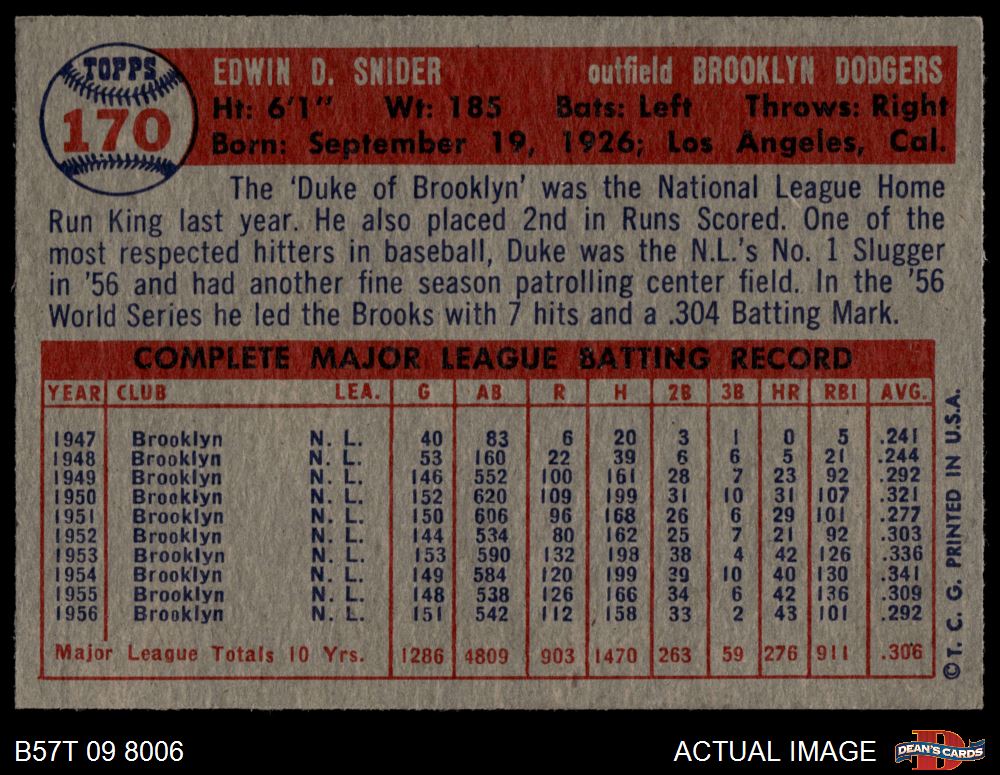 TOPPS
170
EDWIN D. SNIDER outfield BROOKLYN DODGERS
Ht: 6'1" Wt: 185 Bats: Left Throws: Right
Born: September 19, 1926; Los Angeles, Cal.
The 'Duke of Brooklyn' was the National League Home
Run King last year. He also placed 2nd in Runs Scored. One of the
most respected hitters in baseball, Duke was the N.L.'s No. 1 Slugger
in '56 and had another fine season patrolling center field. In the '56
World Series he led the Brooks with 7 hits and a .304 Batting Mark.
COMPLETE MAJOR LEAGUE BATTING RECORD
YEAR CLUB LEA. G AB R H 2B 3B HR RBI AVG.
1947 Brooklyn N. L. 40 83 6 20 3 1 0 5 .241
1948 Brooklyn N. L. 53 160 22 39 6 6 5 21 .244
1949 Brooklyn N. L. 146 552 100 161 28 7 23 92 .292
1950 Brooklyn N. L. 152 620 109 199 31 10 31 107 .321
1951 Brooklyn N. L. 150 606 96 168 26 6 29 101 .277
1952 Brooklyn N. L. 144 534 80 162 25 7 21 92 .303
1953 Brooklyn N. L. 153 590 132 198 38 4 42 126 .336
1954 Brooklyn N. L. 149 584 120 199 39 10 40 130 .341
1955 Brooklyn N. L. 148 538 126 166 34 6 42 136 .309
1956 Brooklyn N. L. 151 542 112 158 33 2 43 101 .292
Major League Totals 10 Yrs. 1286 4809 903 1470 263 59 276 911 .306
©T. C. G. PRINTED IN U.S.A.
B57T 09 8006
ACTUAL IMAGE
DEAN'S CARDS